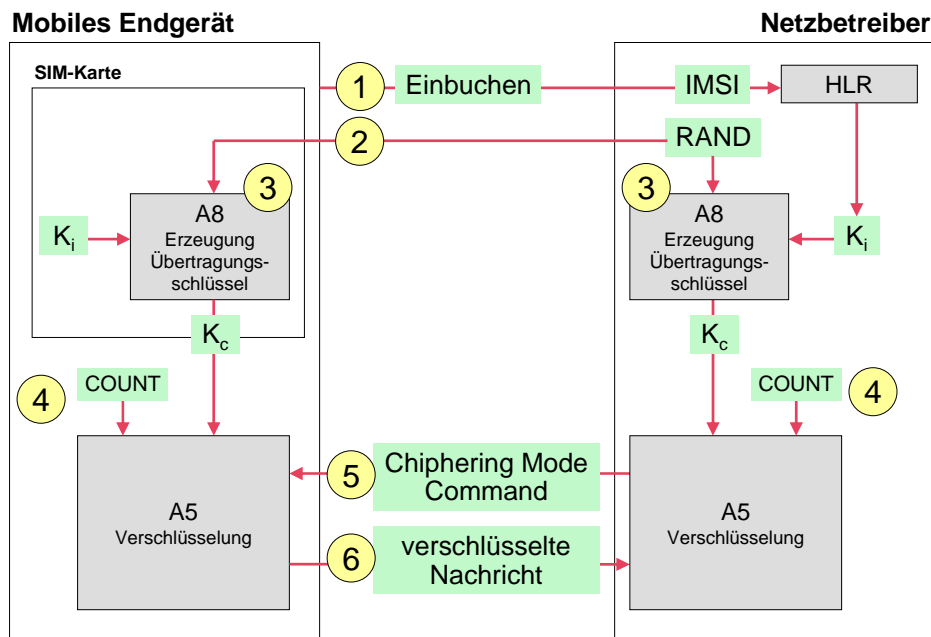 Mobiles Endgerät
Netzbetreiber
SIM-Karte
1
Einbuchen
IMSI
HLR
2
RAND
3
3
A8
Erzeugung
Übertragungs-
schlüssel
Ki
A8
Erzeugung
Übertragungs-
schlüssel
Ki
Kc
Kc
4
COUNT
COUNT
4
5
Chiphering Mode
Command
A5
Verschlüsselung
A5
Verschlüsselung
6
verschlüsselte
Nachricht